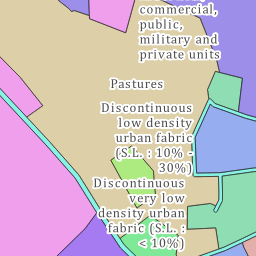 commercial,
public,
military and
private units
Pastures
Discontinuous
low density
urban fabric
(S.L. : 10% -
30%)
Discontinuous
very low
density urban
fabric (S.L. :
< 10%)